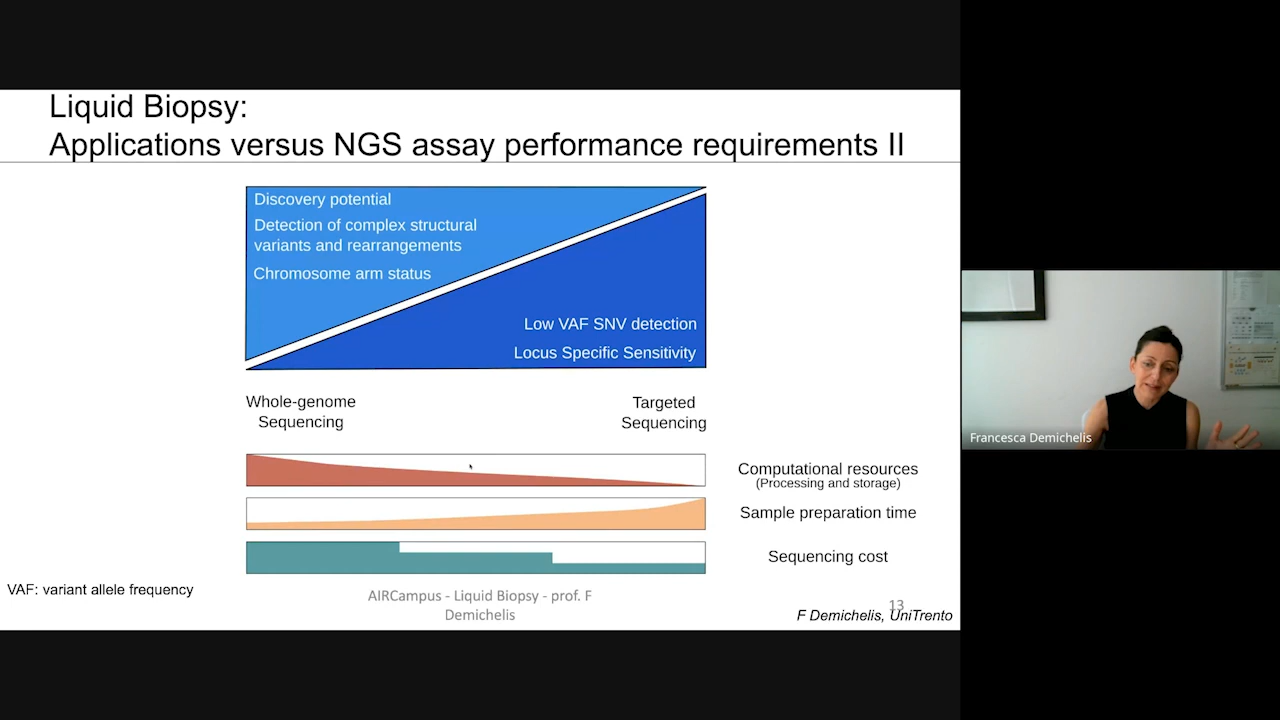 Liquid Biopsy:
Applications versus NGS assay performance requirements II
Discovery potential
Detection of complex structural
variants and rearrangements
Chromosome arm status
Low VAF SNV detection
Locus Specific Sensitivity
Whole-genome
Sequencing
Targeted
Sequencing
Computational resources
(Processing and storage)
Sample preparation time
Sequencing cost
VAF: variant allele frequency
AIRCampus - Liquid Biopsy - prof. F
Demichelis
13
F Demichelis, UniTrento
Francesca Demichelis